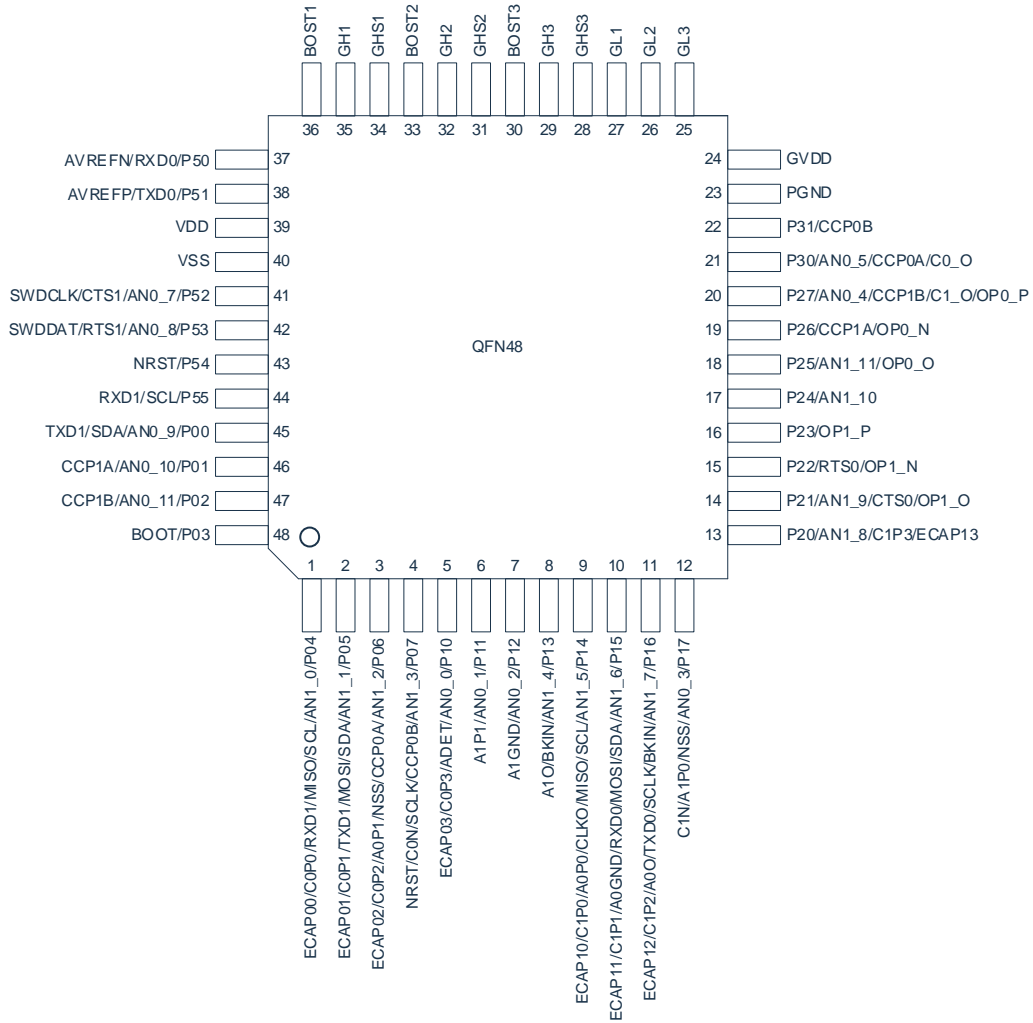 BOST1
GH1
GHS1
BOST2
GH2
GHS2
BOST3
GH3
GHS3
GL1
GL2
GL3
36 35 34 33 32 31 30 29 28 27 26 25
AVREFN/RXD0/P50 37
AVREFP/TXD0/P51 38
VDD 39
VSS 40
SWDCLK/CTS1/AN0_7/P52 41
SWDDAT/RTS1/AN0_8/P53 42
NRST/P54 43
RXD1/SCL/P55 44
TXD1/SDA/AN0_9/P00 45
CCP1A/AN0_10/P01 46
CCP1B/AN0_11/P02 47
BOOT/P03 48
QFN48
24 GVDD
23 PGND
22 P31/CCP0B
21 P30/AN0_5/CCP0A/C0_O
20 P27/AN0_4/CCP1B/C1_O/OP0_P
19 P26/CCP1A/OP0_N
18 P25/AN1_11/OP0_O
17 P24/AN1_10
16 P23/OP1_P
15 P22/RTS0/OP1_N
14 P21/AN1_9/CTS0/OP1_O
13 P20/AN1_8/C1P3/ECAP13
1 2 3 4 5 6 7 8 9 10 11 12
ECAP00/C0P0/RXD1/MISO/SCL/AN1_0/P04
ECAP01/C0P1/TXD1/MOSI/SDA/AN1_1/P05
ECAP02/C0P2/A0P1/NSS/CCP0A/AN1_2/P06
NRST/C0N/SCLK/CCP0B/AN1_3/P07
ECAP03/C0P3/ADET/AN0_0/P10
A1P1/AN0_1/P11
A1GND/AN0_2/P12
A1O/BKIN/AN1_4/P13
ECAP10/C1P0/A0P0/CLKO/MISO/SCL/AN1_5/P14
ECAP11/C1P1/A0GND/RXD0/MOSI/SDA/AN1_6/P15
ECAP12/C1P2/A0O/TXD0/SCLK/BKIN/AN1_7/P16
C1N/A1P0/NSS/AN0_3/P17